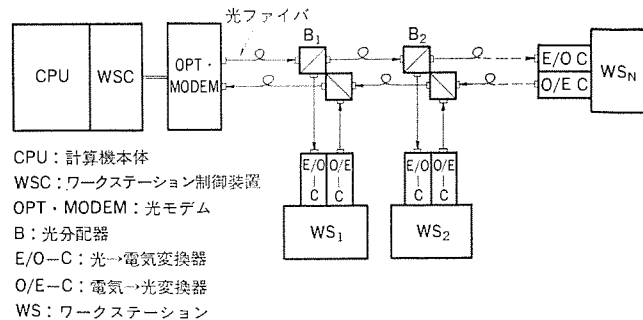 光ファイバ
B₁
B₂
CPU
WSC
OPT・
MODEM
E/O C
O/E C
WS_N
E/O
–
C
O/E
–
C
E/O
–
C
O/E
–
C
WS₁
WS₂
CPU：計算機本体
WSC：ワークステーション制御装置
OPT・MODEM：光モデム
B：光分配器
E/O−C：光→電気変換器
O/E−C：電気→光変換器
WS：ワークステーション